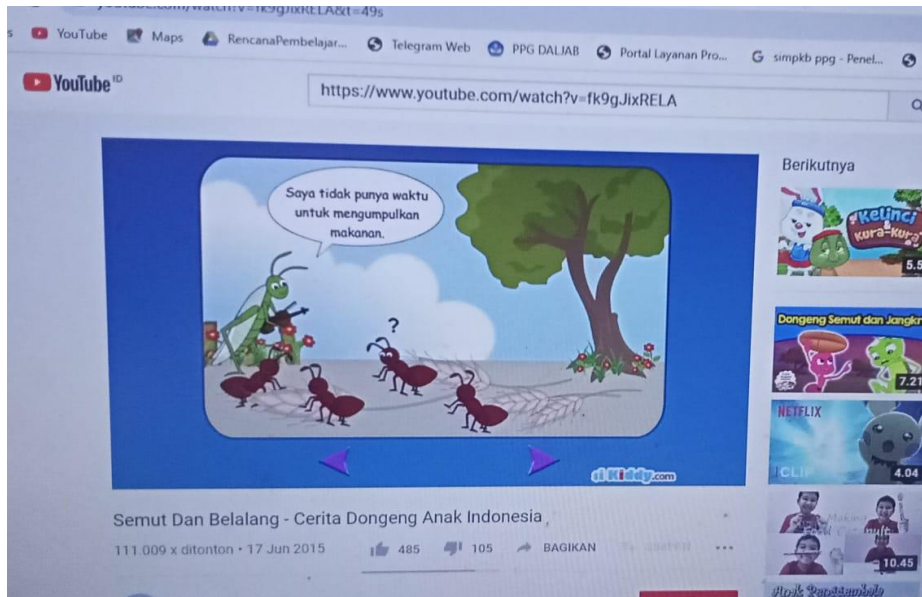 YouTube
Maps
RencanaPembelajar...
Telegram Web
PPG DALJAB
Portal Layanan Pro...
simpkb ppg - Penel...
YouTube ID
https://www.youtube.com/watch?v=fk9gJixRELA
Saya tidak punya waktu
untuk mengumpulkan
makanan.
?
Kiddy.com
Semut Dan Belalang - Cerita Dongeng Anak Indonesia
111.009 x ditonton • 17 Jun 2015
485
105
BAGIKAN
Berikutnya
Kelinci
&
Kura-Kura
5.5
Dongeng Semut dan Jangkr
7.21
NETFLIX
CLIP
4.04
10.45